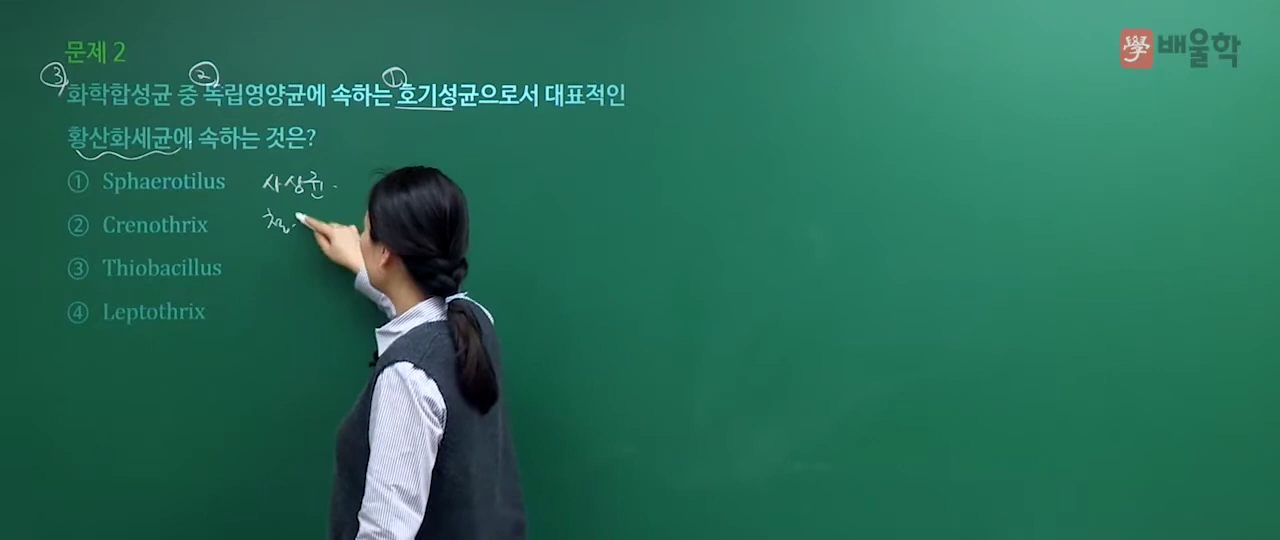 學 배울학
문제 2
③ ② ①
화학합성균 중 독립영양균에 속하는 호기성균으로서 대표적인
황산화세균에 속하는 것은?
① Sphaerotilus 사상균.
② Crenothrix 철.
③ Thiobacillus
④ Leptothrix